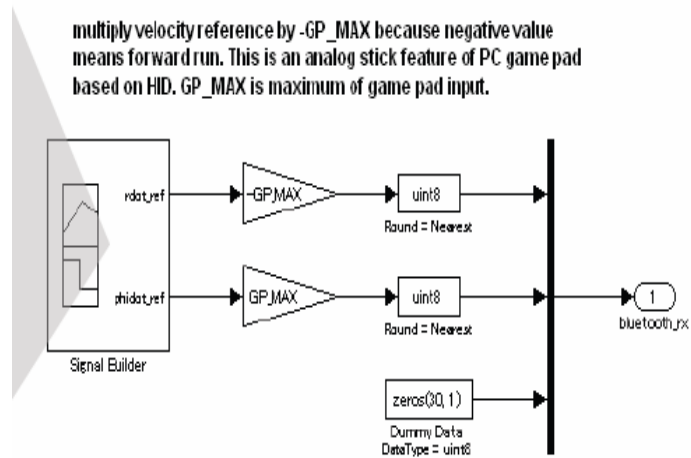 multiply velocity reference by -GP_MAX because negative value
means forward run. This is an analog stick feature of PC game pad
based on HID. GP_MAX is maximum of game pad input.
rdot_ref
-GP_MAX
uint8
Round = Nearest
phidot_ref
GP_MAX
uint8
Round = Nearest
1
bluetooth_rx
Signal Builder
zeros(30, 1)
Dummy Data
DataType = uint8